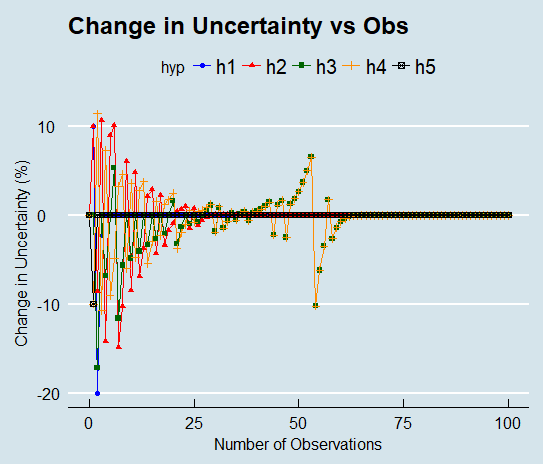 Change in Uncertainty vs Obs
hyp h1 h2 h3 h4 h5
Change in Uncertainty (%)
10
0
-10
-20
0 25 50 75 100
Number of Observations